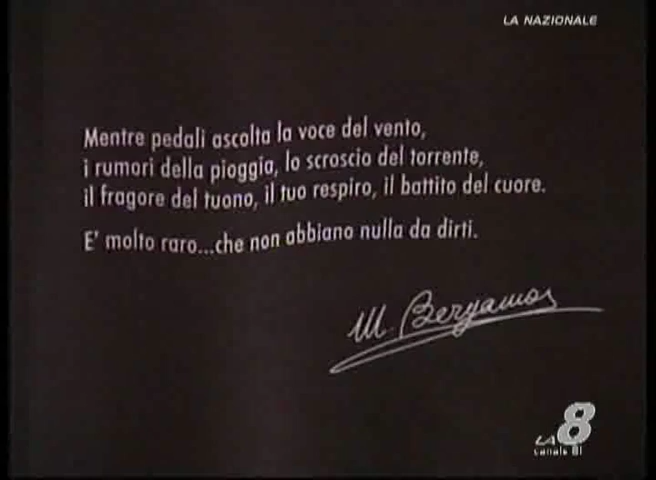 LA NAZIONALE
Mentre pedali ascolta la voce del vento,
i rumori della pioggia, lo scroscio del torrente,
il fragore del tuono, il tuo respiro, il battito del cuore.
E' molto raro...che non abbiano nulla da dirti.
M. Bergamo
LA 8
canale 81